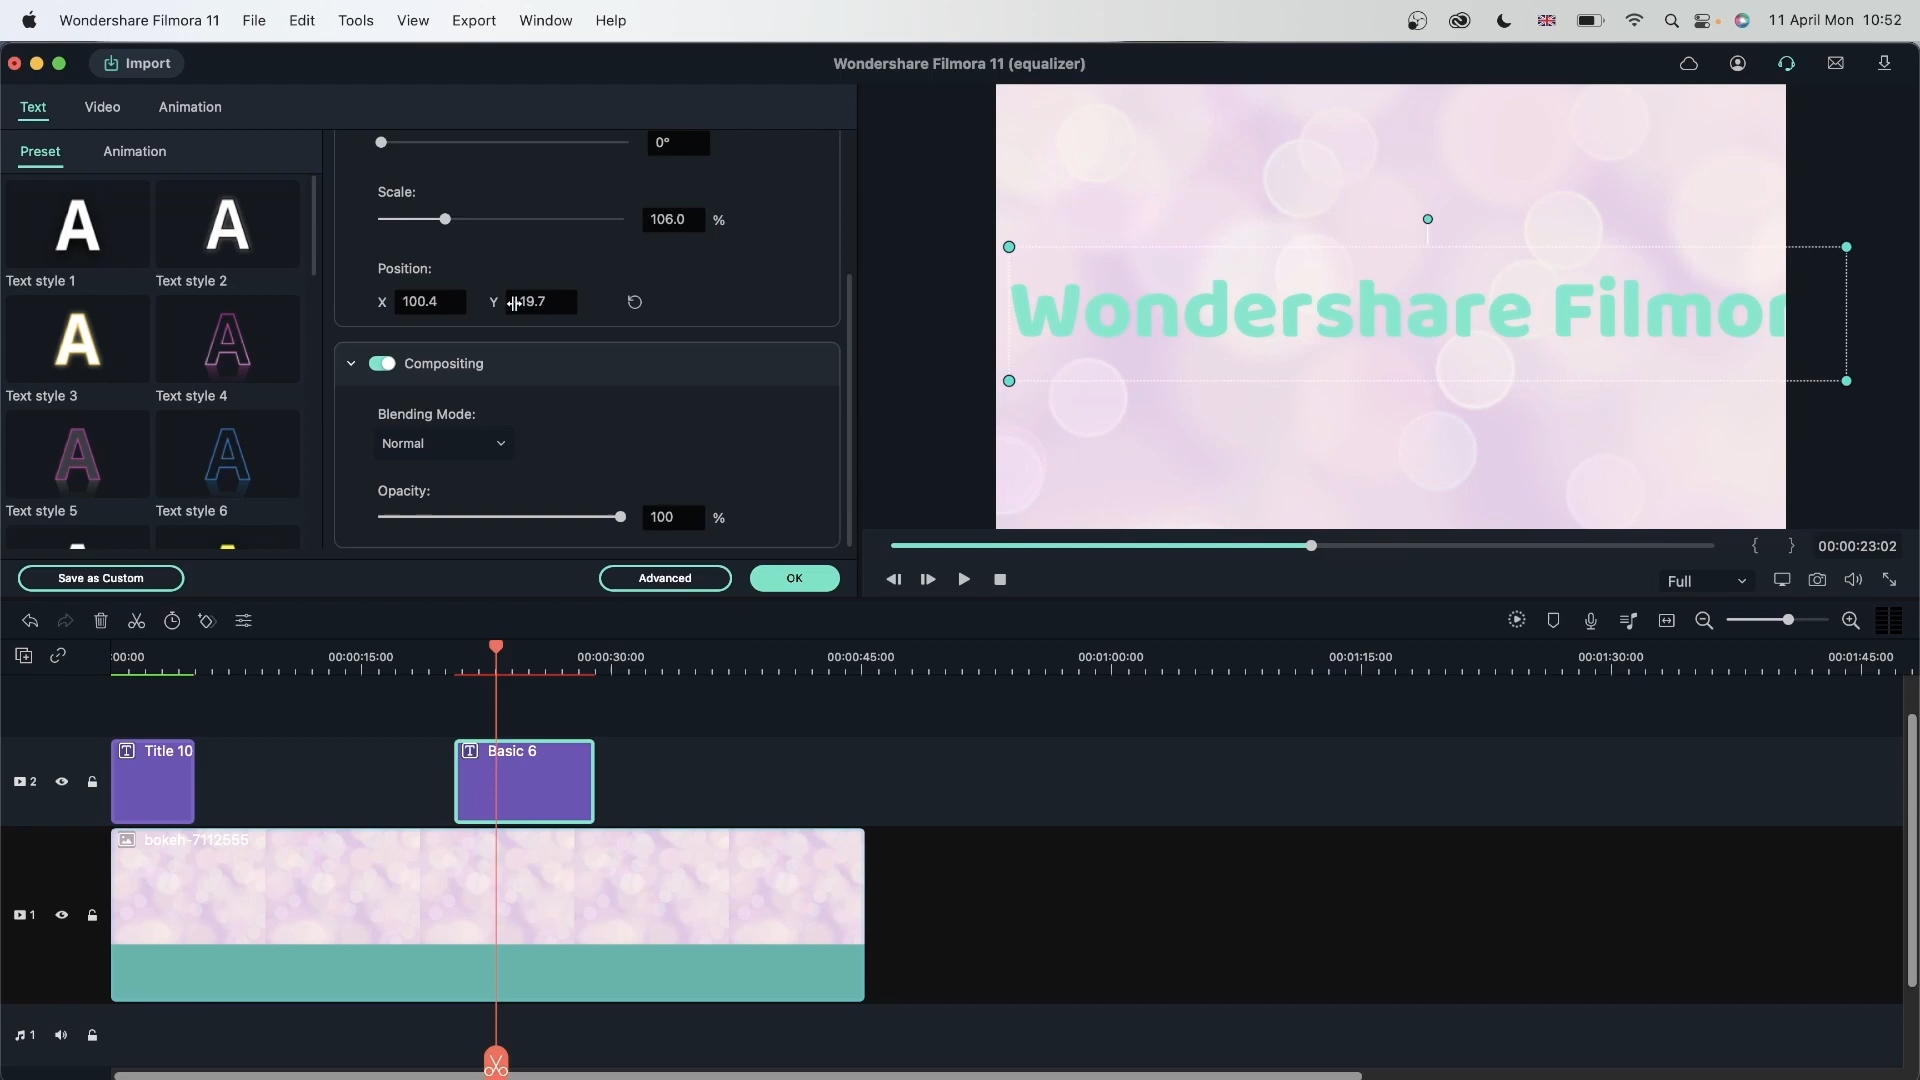 Wondershare Filmora 11 File Edit Tools View Export Window Help 11 April Mon 10:52
Import Wondershare Filmora 11 (equalizer)
Text Video Animation
Preset Animation
Text style 1 Text style 2
Text style 3 Text style 4
Text style 5 Text style 6
0°
Scale:
106.0 %
Position:
X 100.4 Y 19.7
Compositing
Blending Mode:
Normal
Opacity:
100 %
Save as Custom Advanced OK
Wondershare Filmor
00:00:23:02
Full
:00:00 00:00:15:00 00:00:30:00 00:00:45:00 00:01:00:00 00:01:15:00 00:01:30:00 00:01:45:00
Title 10 Basic 6
2
bokeh-7112555
1
1